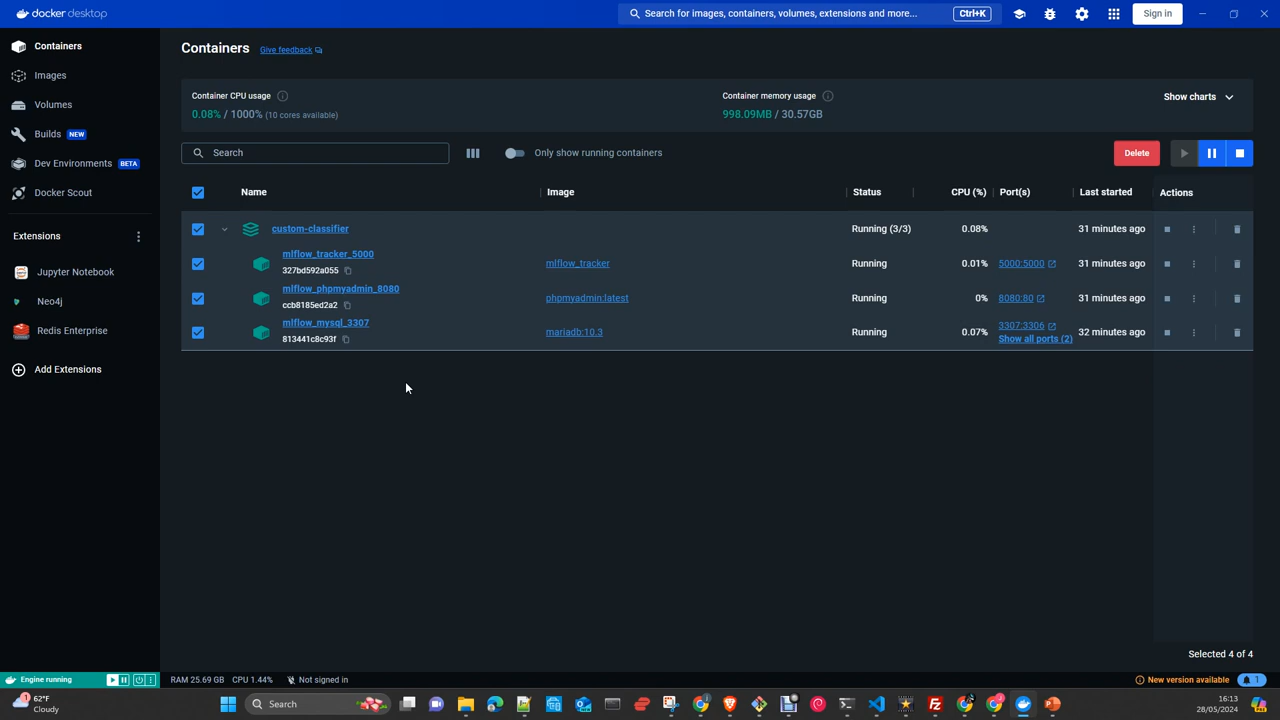 docker desktop
Search for images, containers, volumes, extensions and more...
Ctrl+K
Sign in
Containers
Images
Volumes
Builds NEW
Dev Environments BETA
Docker Scout
Extensions
Jupyter Notebook
Neo4j
Redis Enterprise
Add Extensions
Containers Give feedback
Container CPU usage
0.08% / 1000% (10 cores available)
Container memory usage
998.09MB / 30.57GB
Show charts
Search
Only show running containers
Delete
Name Image Status CPU (%) Port(s) Last started Actions
custom-classifier Running (3/3) 0.08% 31 minutes ago
mlflow_tracker_5000
327bd592a055
mlflow_tracker Running 0.01% 5000:5000 31 minutes ago
mlflow_phpmyadmin_8080
ccb8185ed2a2
phpmyadmin:latest Running 0% 8080:80 31 minutes ago
mlflow_mysql_3307
813441c8c93f
mariadb:10.3 Running 0.07% 3307:3306 32 minutes ago
Show all ports (2)
Selected 4 of 4
Engine running
RAM 25.69 GB CPU 1.44% Not signed in
New version available
1
1
62°F
Cloudy
Search
16:13
28/05/2024